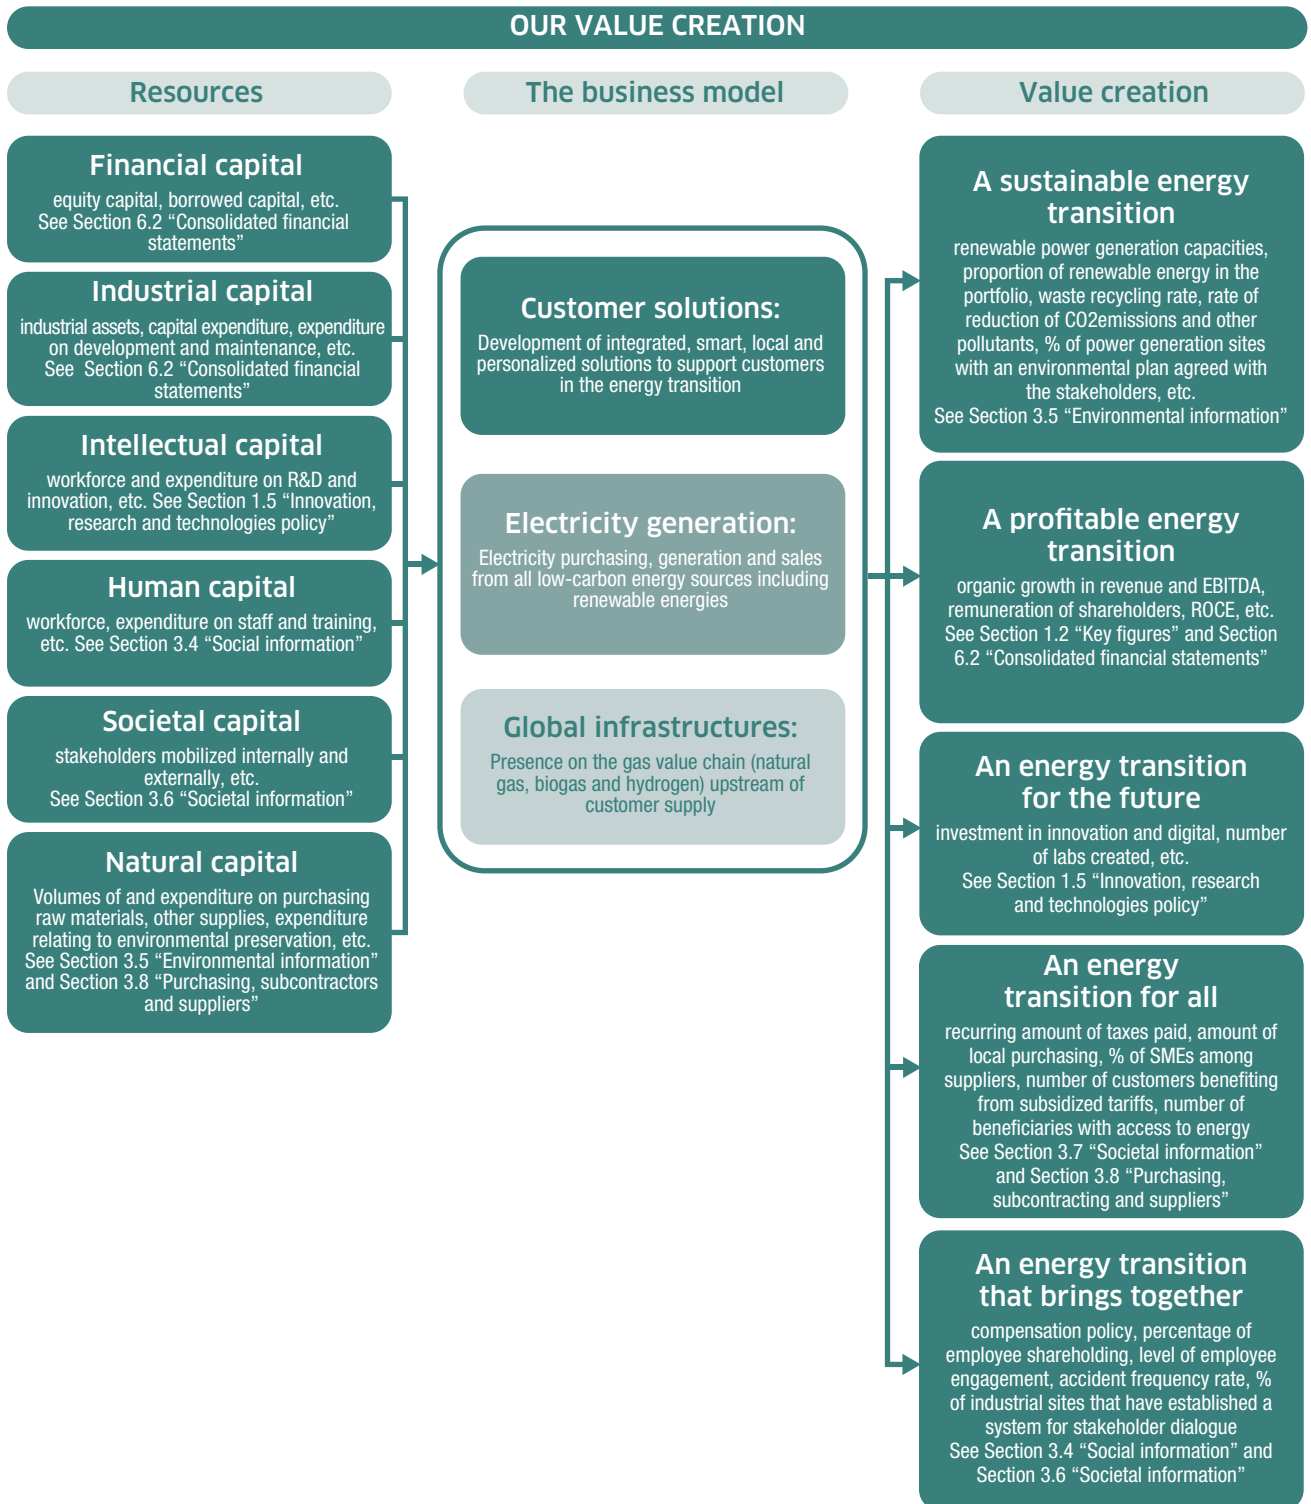 OUR VALUE CREATION
Resources
Financial capital
equity capital, borrowed capital, etc.
See Section 6.2 “Consolidated financial
statements”
Industrial capital
industrial assets, capital expenditure, expenditure
on development and maintenance, etc.
See Section 6.2 “Consolidated financial
statements”
Intellectual capital
workforce and expenditure on R&D and
innovation, etc. See Section 1.5 “Innovation,
research and technologies policy”
Human capital
workforce, expenditure on staff and training,
etc. See Section 3.4 “Social information”
Societal capital
stakeholders mobilized internally and
externally, etc.
See Section 3.6 “Societal information”
Natural capital
Volumes of and expenditure on purchasing
raw materials, other supplies, expenditure
relating to environmental preservation, etc.
See Section 3.5 “Environmental information”
and Section 3.8 “Purchasing, subcontractors
and suppliers”
The business model
Customer solutions:
Development of integrated, smart, local and
personalized solutions to support customers
in the energy transition
Electricity generation:
Electricity purchasing, generation and sales
from all low-carbon energy sources including
renewable energies
Global infrastructures:
Presence on the gas value chain (natural
gas, biogas and hydrogen) upstream of
customer supply
Value creation
A sustainable energy
transition
renewable power generation capacities,
proportion of renewable energy in the
portfolio, waste recycling rate, rate of
reduction of CO2emissions and other
pollutants, % of power generation sites
with an environmental plan agreed with
the stakeholders, etc.
See Section 3.5 “Environmental information”
A profitable energy
transition
organic growth in revenue and EBITDA,
remuneration of shareholders, ROCE, etc.
See Section 1.2 “Key figures” and Section
6.2 “Consolidated financial statements”
An energy transition
for the future
investment in innovation and digital, number
of labs created, etc.
See Section 1.5 “Innovation, research
and technologies policy”
An energy
transition for all
recurring amount of taxes paid, amount of
local purchasing, % of SMEs among
suppliers, number of customers benefiting
from subsidized tariffs, number of
beneficiaries with access to energy
See Section 3.7 “Societal information”
and Section 3.8 “Purchasing,
subcontracting and suppliers”
An energy transition
that brings together
compensation policy, percentage of
employee shareholding, level of employee
engagement, accident frequency rate, %
of industrial sites that have established a
system for stakeholder dialogue
See Section 3.4 “Social information” and
Section 3.6 “Societal information”